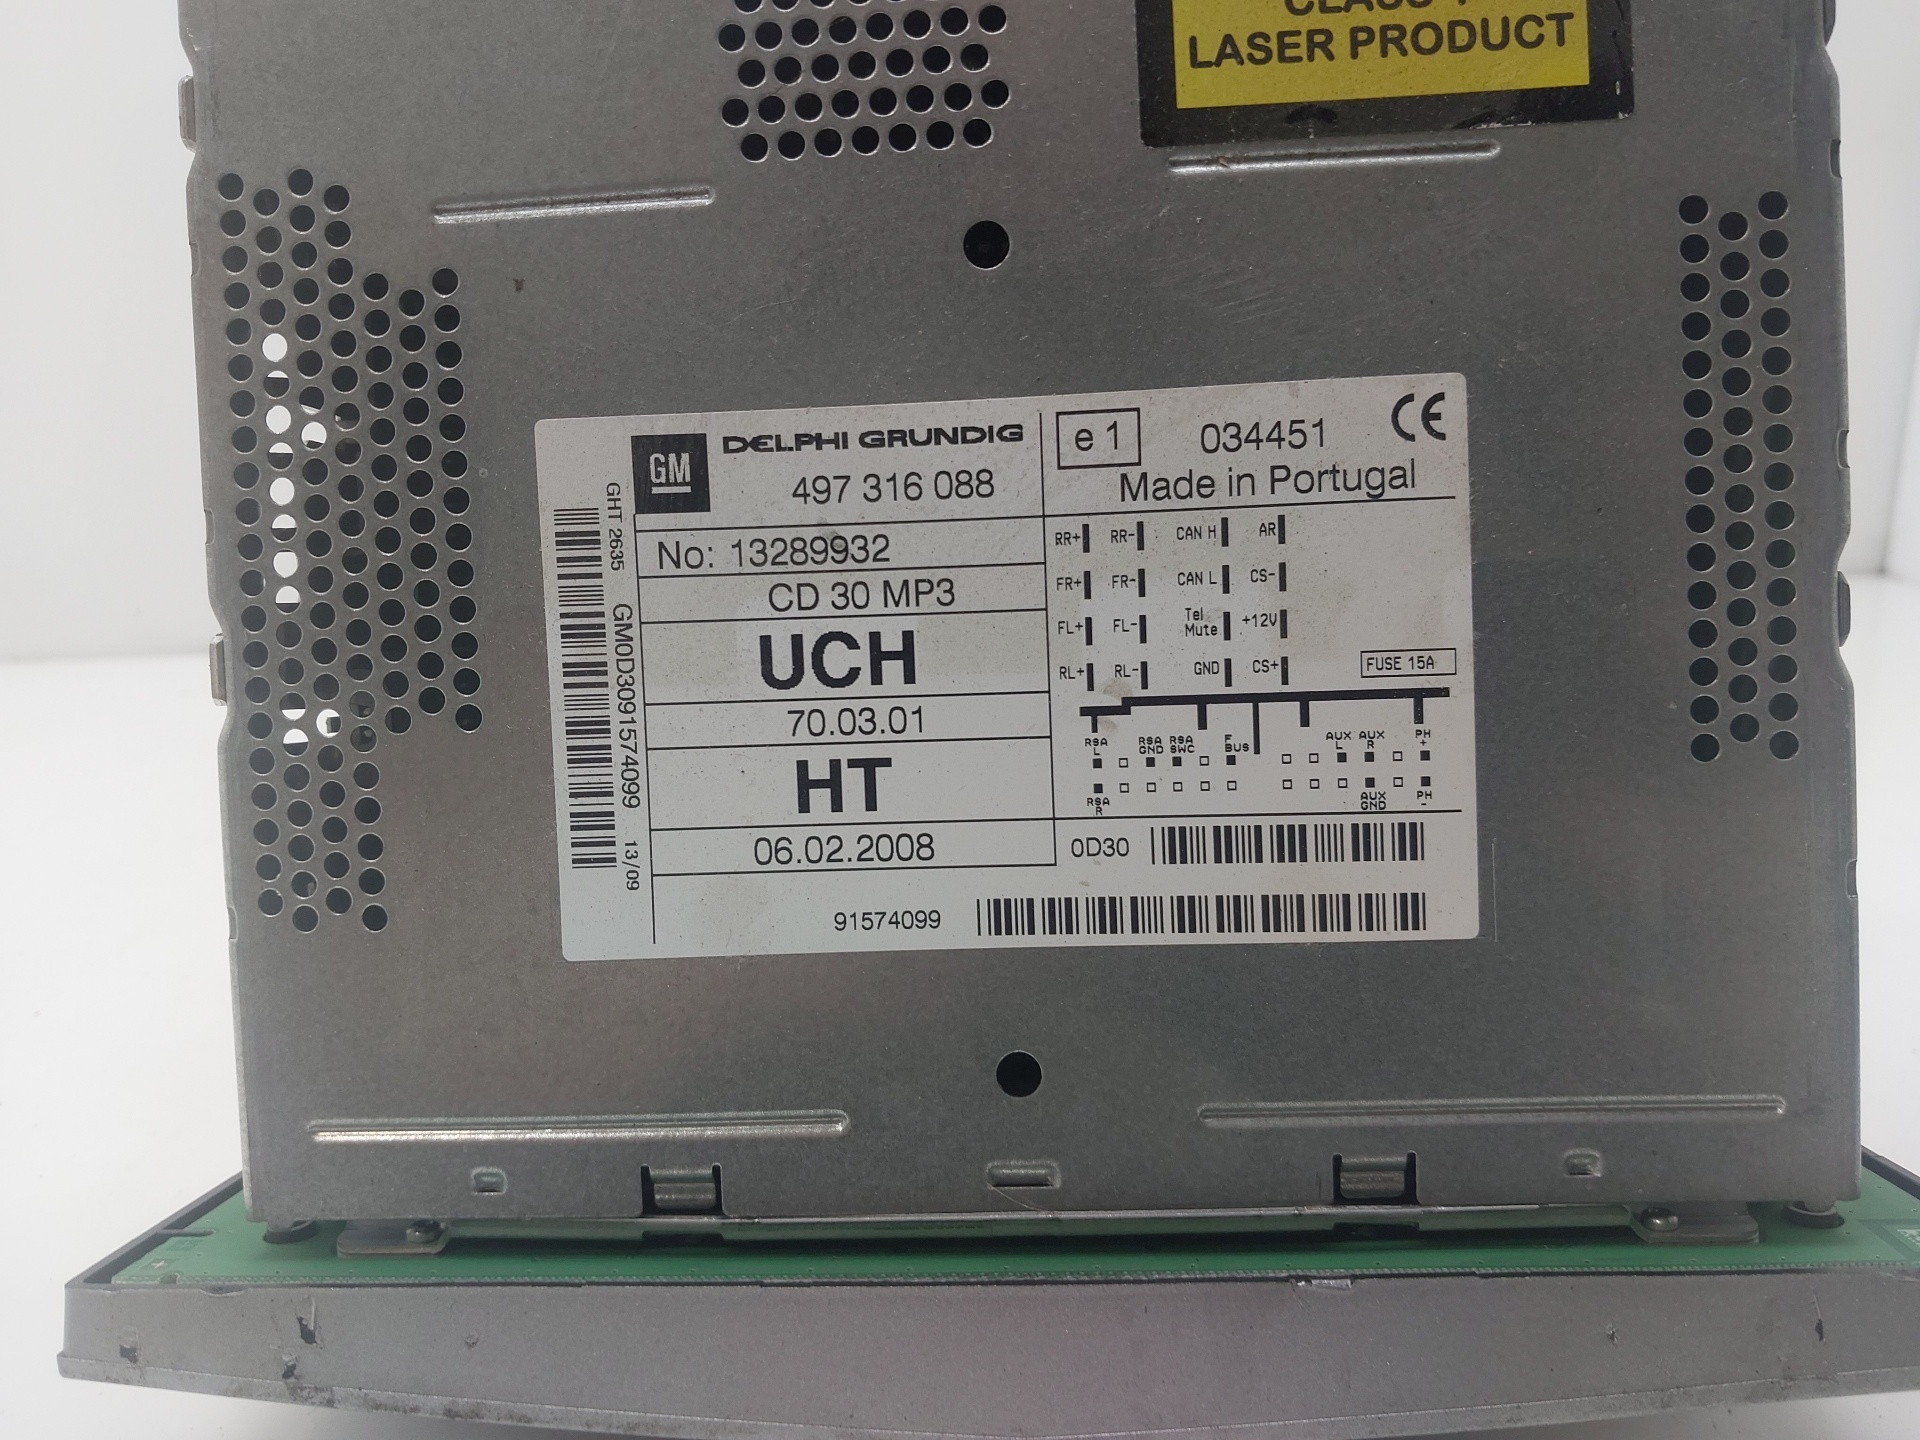 CLASS 1
LASER PRODUCT
GM
DELPHI GRUNDIG
497 316 088
e 1
034451
CE
Made in Portugal
No: 13289932
CD 30 MP3
UCH
70.03.01
HT
06.02.2008
GHT 2635
GM0D3091574099 13/09
RR+ RR- CAN H AR
FR+ FR- CAN L CS-
FL+ FL- Tel Mute +12V
RL+ RL- GND CS+
FUSE 15A
RSA L RSA GND RSA SWC F BUS AUX L AUX R PH +
RSA R AUX GND PH -
0D30
91574099